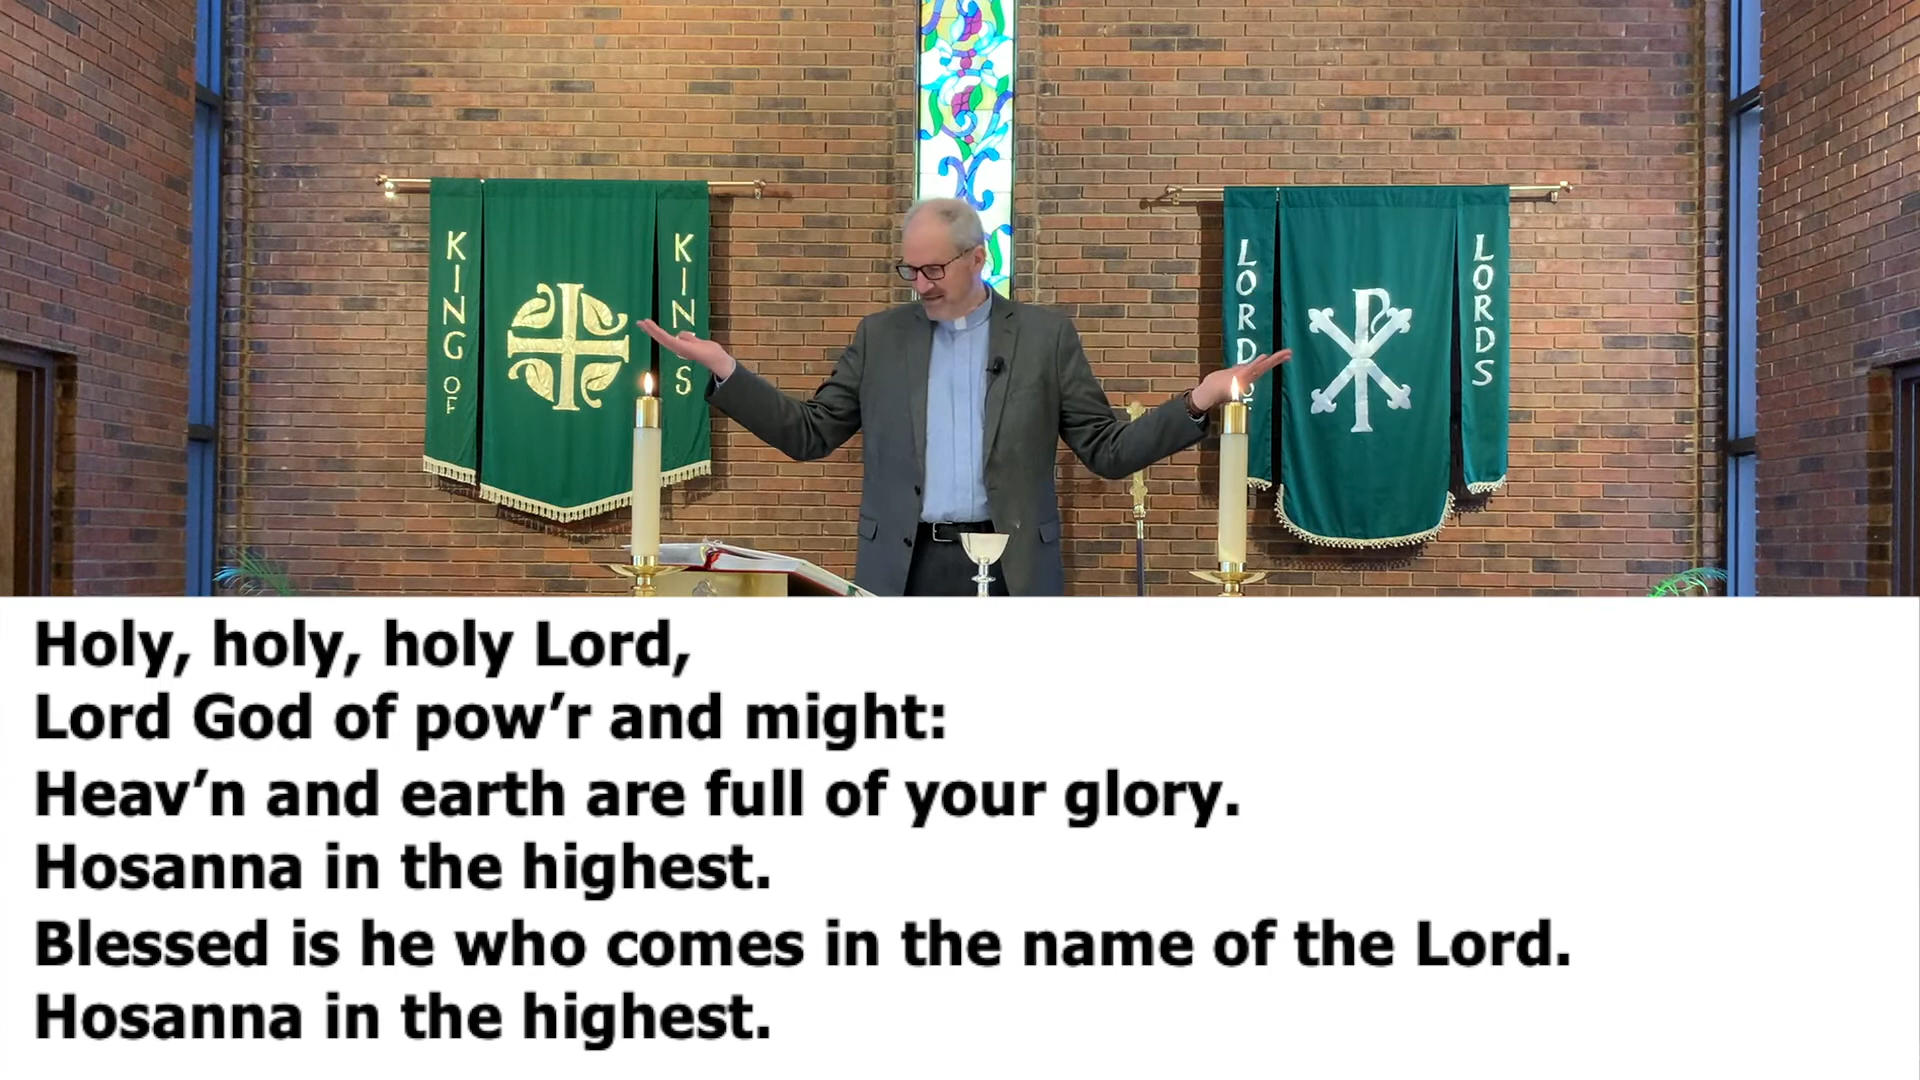 KING OF
KINGS
LORD OF
LORDS
Holy, holy, holy Lord,
Lord God of pow’r and might:
Heav’n and earth are full of your glory.
Hosanna in the highest.
Blessed is he who comes in the name of the Lord.
Hosanna in the highest.